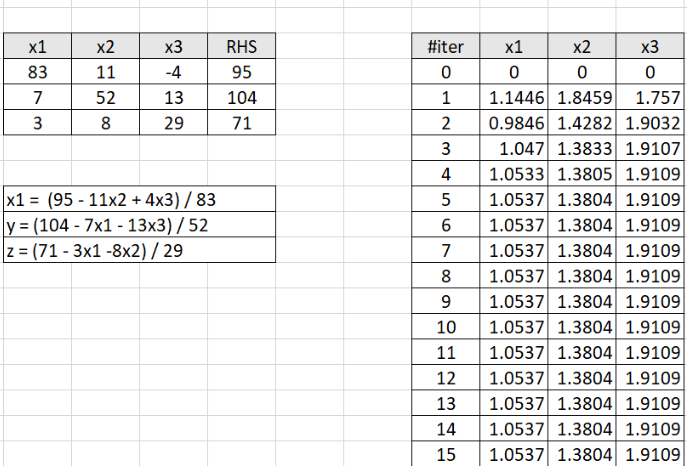 x1 x2 x3 RHS
83 11 -4 95
7 52 13 104
3 8 29 71
x1 = (95 - 11x2 + 4x3) / 83
y = (104 - 7x1 - 13x3) / 52
z = (71 - 3x1 -8x2) / 29
#iter x1 x2 x3
0 0 0 0
1 1.1446 1.8459 1.757
2 0.9846 1.4282 1.9032
3 1.047 1.3833 1.9107
4 1.0533 1.3805 1.9109
5 1.0537 1.3804 1.9109
6 1.0537 1.3804 1.9109
7 1.0537 1.3804 1.9109
8 1.0537 1.3804 1.9109
9 1.0537 1.3804 1.9109
10 1.0537 1.3804 1.9109
11 1.0537 1.3804 1.9109
12 1.0537 1.3804 1.9109
13 1.0537 1.3804 1.9109
14 1.0537 1.3804 1.9109
15 1.0537 1.3804 1.9109